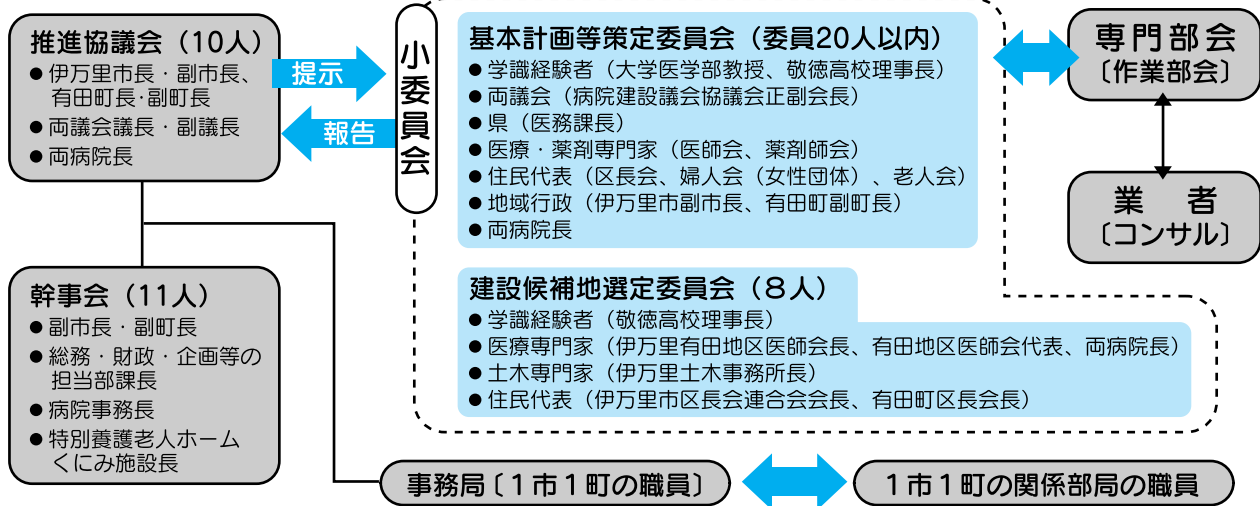 推進協議会（10人）
●伊万里市長・副市長、
有田町長・副町長
●両議会議長・副議長
●両病院長
提示
報告
小委員会
基本計画等策定委員会（委員20人以内）
●学識経験者（大学医学部教授、敬徳高校理事長）
●両議会（病院建設議会協議会正副会長）
●県（医務課長）
●医療・薬剤専門家（医師会、薬剤師会）
●住民代表（区長会、婦人会（女性団体）、老人会）
●地域行政（伊万里市副市長、有田町副町長）
●両病院長
専門部会
〔作業部会〕
業者
〔コンサル〕
幹事会（11人）
●副市長・副町長
●総務・財政・企画等の
担当部課長
●病院事務長
●特別養護老人ホーム
くにみ施設長
建設候補地選定委員会（８人）
●学識経験者（敬徳高校理事長）
●医療専門家（伊万里有田地区医師会長、有田地区医師会代表、両病院長）
●土木専門家（伊万里土木事務所長）
●住民代表（伊万里市区長会連合会会長、有田町区長会長）
事務局〔１市１町の職員〕
１市１町の関係部局の職員